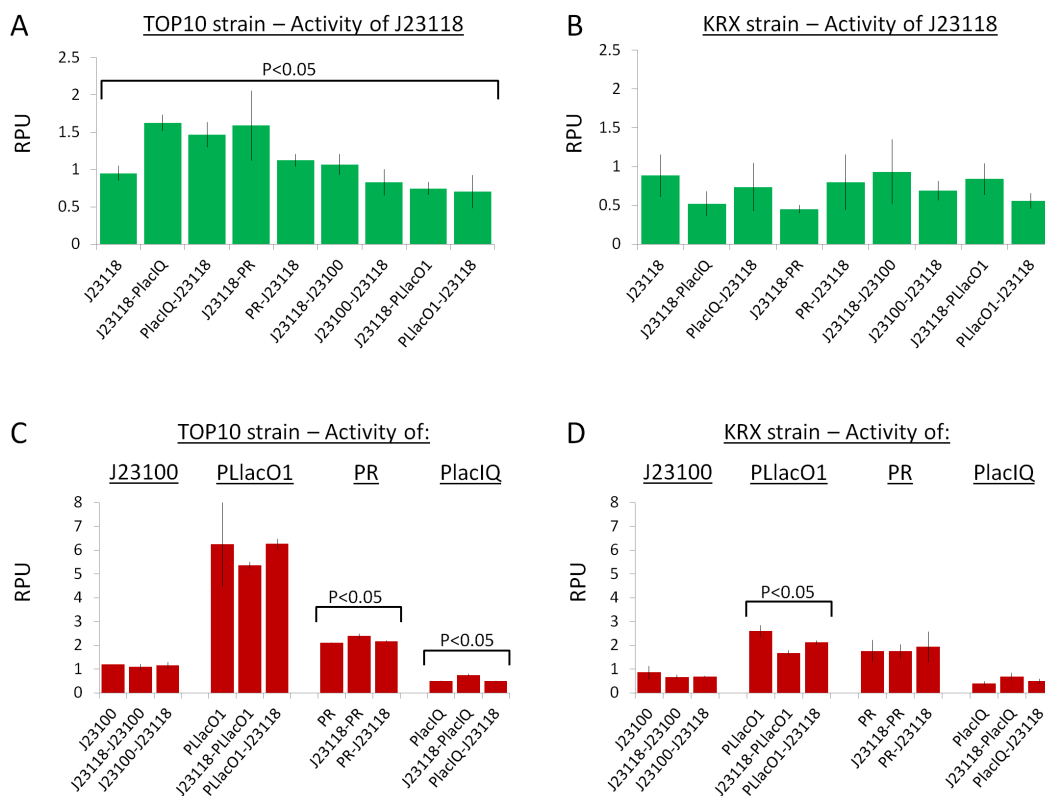 A
TOP10 strain – Activity of J23118
P<0.05
RPU
2.5
2
1.5
1
0.5
0
J23118
J23118-PlacIQ
PlacIQ-J23118
J23118-PR
PR-J23118
J23118-J23100
J23100-J23118
J23118-PLlacO1
PLlacO1-J23118
B
KRX strain – Activity of J23118
RPU
2.5
2
1.5
1
0.5
0
J23118
J23118-PlacIQ
PlacIQ-J23118
J23118-PR
PR-J23118
J23118-J23100
J23100-J23118
J23118-PLlacO1
PLlacO1-J23118
C
TOP10 strain – Activity of:
J23100 PLlacO1 PR PlacIQ
P<0.05
P<0.05
RPU
8
7
6
5
4
3
2
1
0
J23100
J23118-J23100
J23100-J23118
PLlacO1
J23118-PLlacO1
PLlacO1-J23118
PR
J23118-PR
PR-J23118
PlacIQ
J23118-PlacIQ
PlacIQ-J23118
D
KRX strain – Activity of:
J23100 PLlacO1 PR PlacIQ
P<0.05
RPU
8
7
6
5
4
3
2
1
0
J23100
J23118-J23100
J23100-J23118
PLlacO1
J23118-PLlacO1
PLlacO1-J23118
PR
J23118-PR
PR-J23118
PlacIQ
J23118-PlacIQ
PlacIQ-J23118